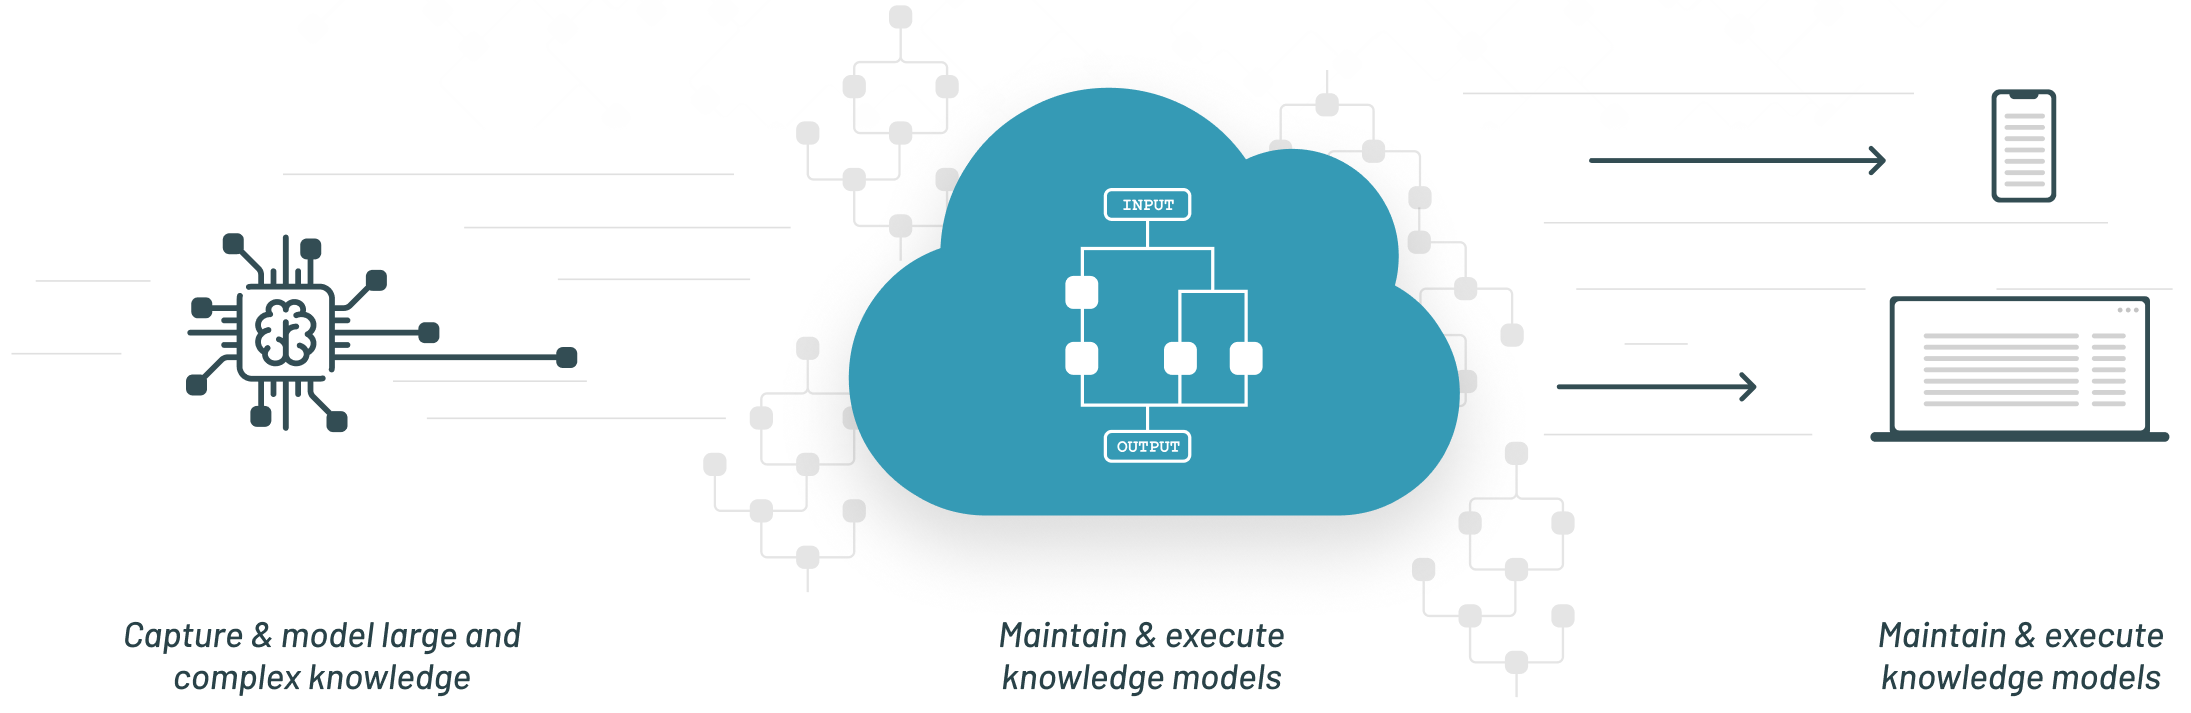 INPUT
OUTPUT
Capture & model large and
complex knowledge
Maintain & execute
knowledge models
Maintain & execute
knowledge models